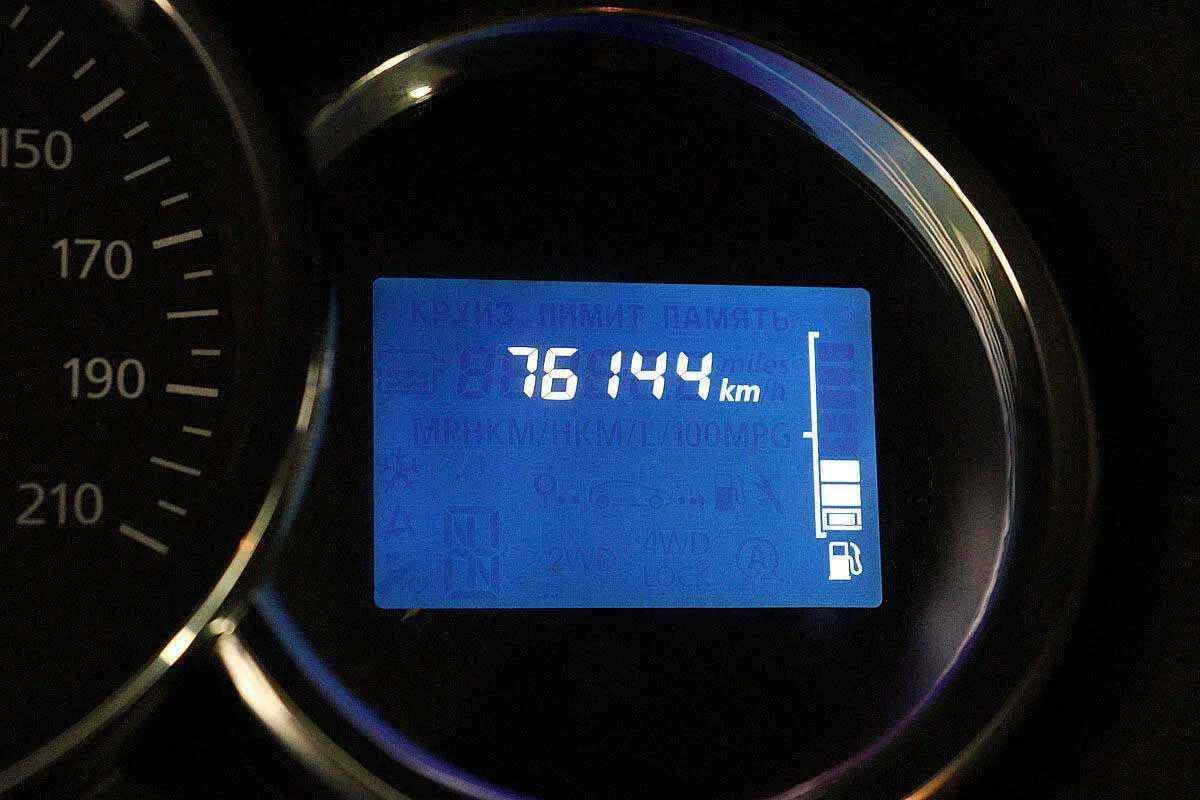 150
170
190
210
КРУИЗ ЛИМИТ ПАМЯТЬ
miles
76144 km
MPHKM/HKM/L/100MPG
2WD 4WD
LOCK
A